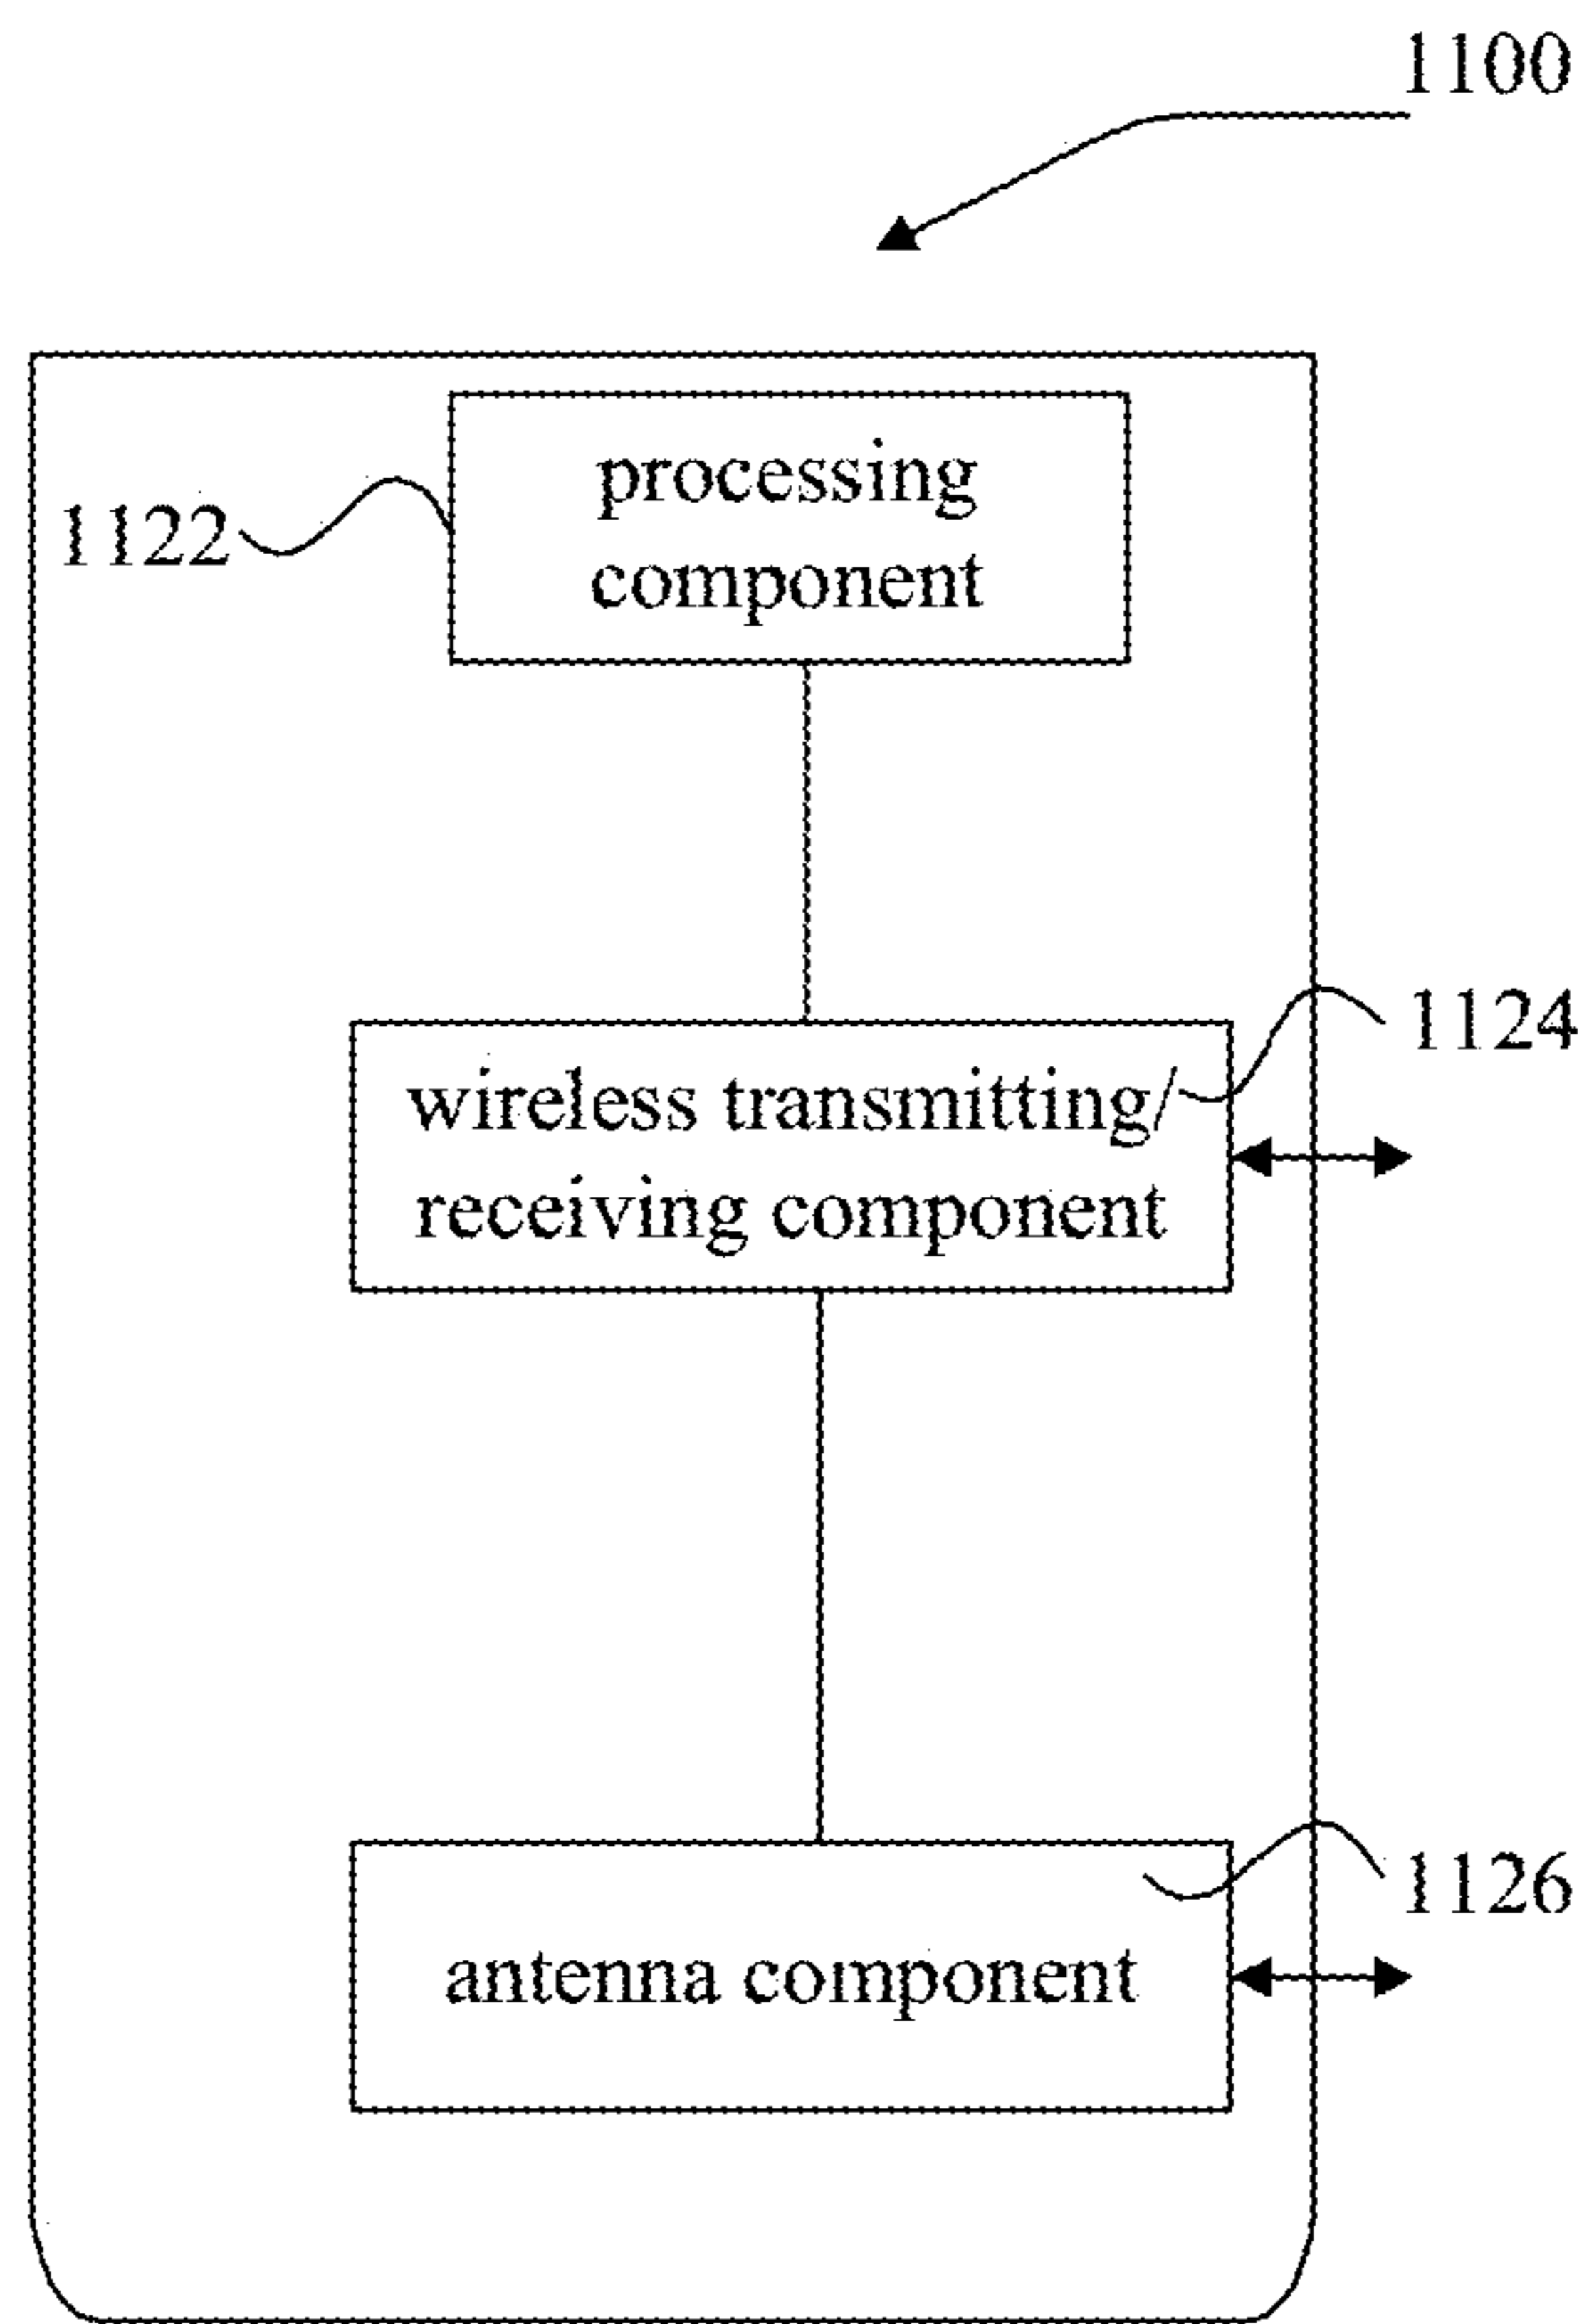 1100
processing
component
1122
1124
wireless transmitting/
receiving component
1126
antenna component